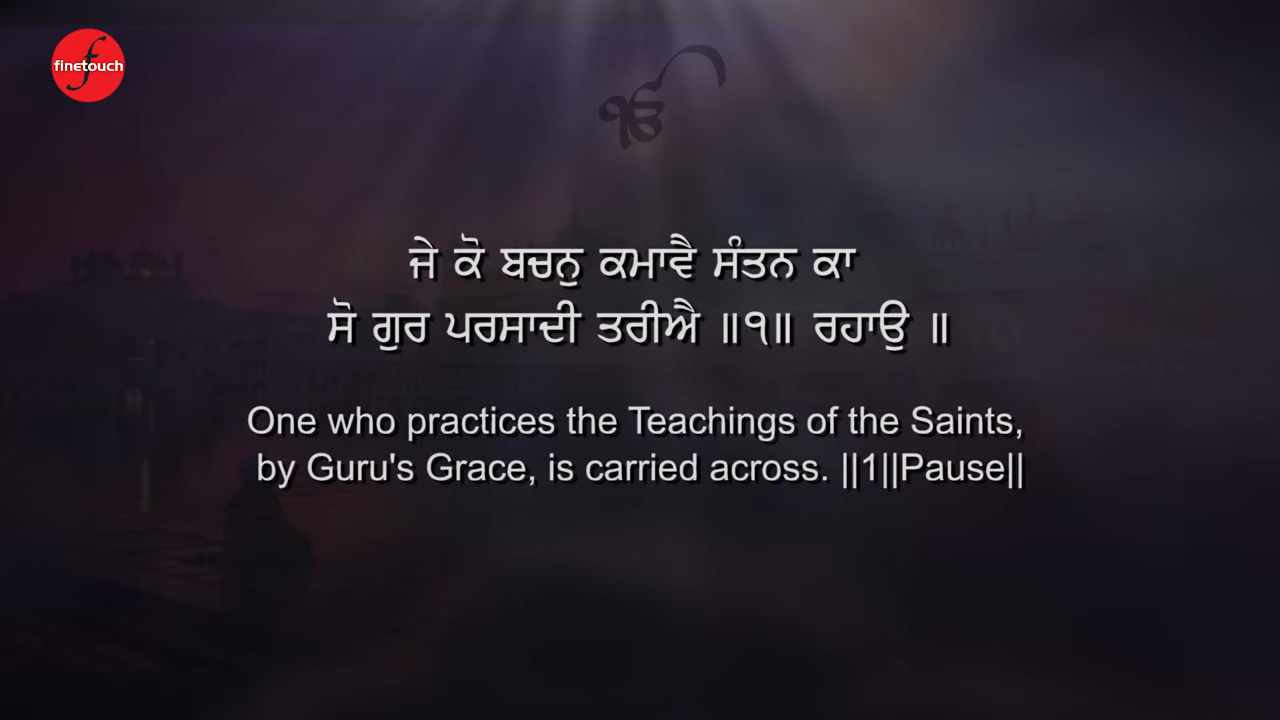 finetouch
ੴ
ਜੇ ਕੋ ਬਚਨੁ ਕਮਾਵੈ ਸੰਤਨ ਕਾ
ਸੋ ਗੁਰ ਪਰਸਾਦੀ ਤਰੀਐ ॥੧॥ ਰਹਾਉ ॥
One who practices the Teachings of the Saints,
by Guru's Grace, is carried across. ||1||Pause||